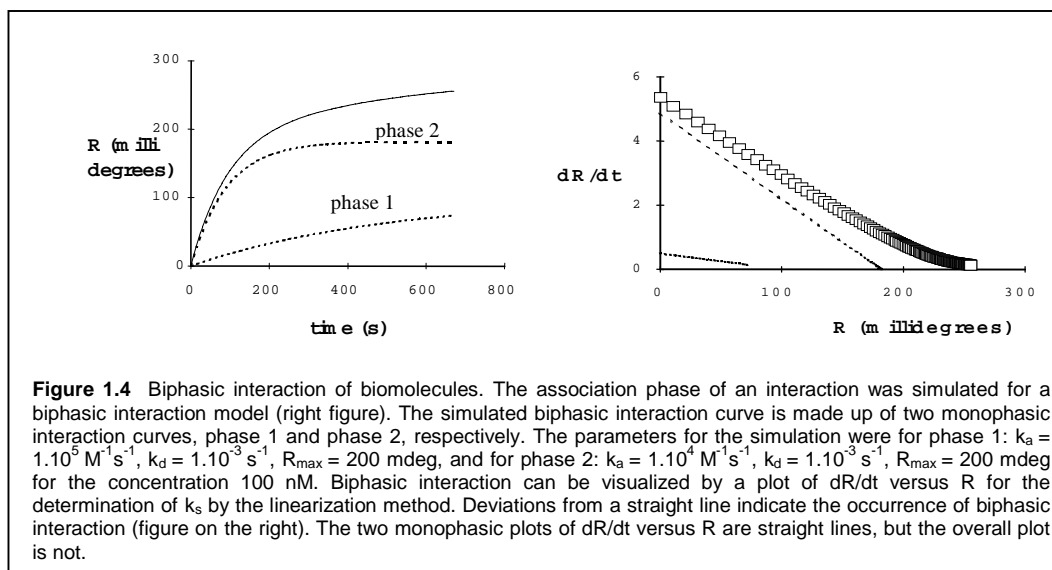 300
200
100
0
R (milli
degrees)
phase 2
phase 1
0 200 400 600 800
time (s)
6
4
2
0
dR/dt
0 100 200 300
R (millidegrees)
Figure 1.4 Biphasic interaction of biomolecules. The association phase of an interaction was simulated for a
biphasic interaction model (right figure). The simulated biphasic interaction curve is made up of two monophasic
interaction curves, phase 1 and phase 2, respectively. The parameters for the simulation were for phase 1: kₐ =
1.10⁵ M⁻¹s⁻¹, k_d = 1.10⁻³ s⁻¹, R_max = 200 mdeg, and for phase 2: kₐ = 1.10⁴ M⁻¹s⁻¹, k_d = 1.10⁻³ s⁻¹, R_max = 200 mdeg
for the concentration 100 nM. Biphasic interaction can be visualized by a plot of dR/dt versus R for the
determination of kₛ by the linearization method. Deviations from a straight line indicate the occurrence of biphasic
interaction (figure on the right). The two monophasic plots of dR/dt versus R are straight lines, but the overall plot
is not.